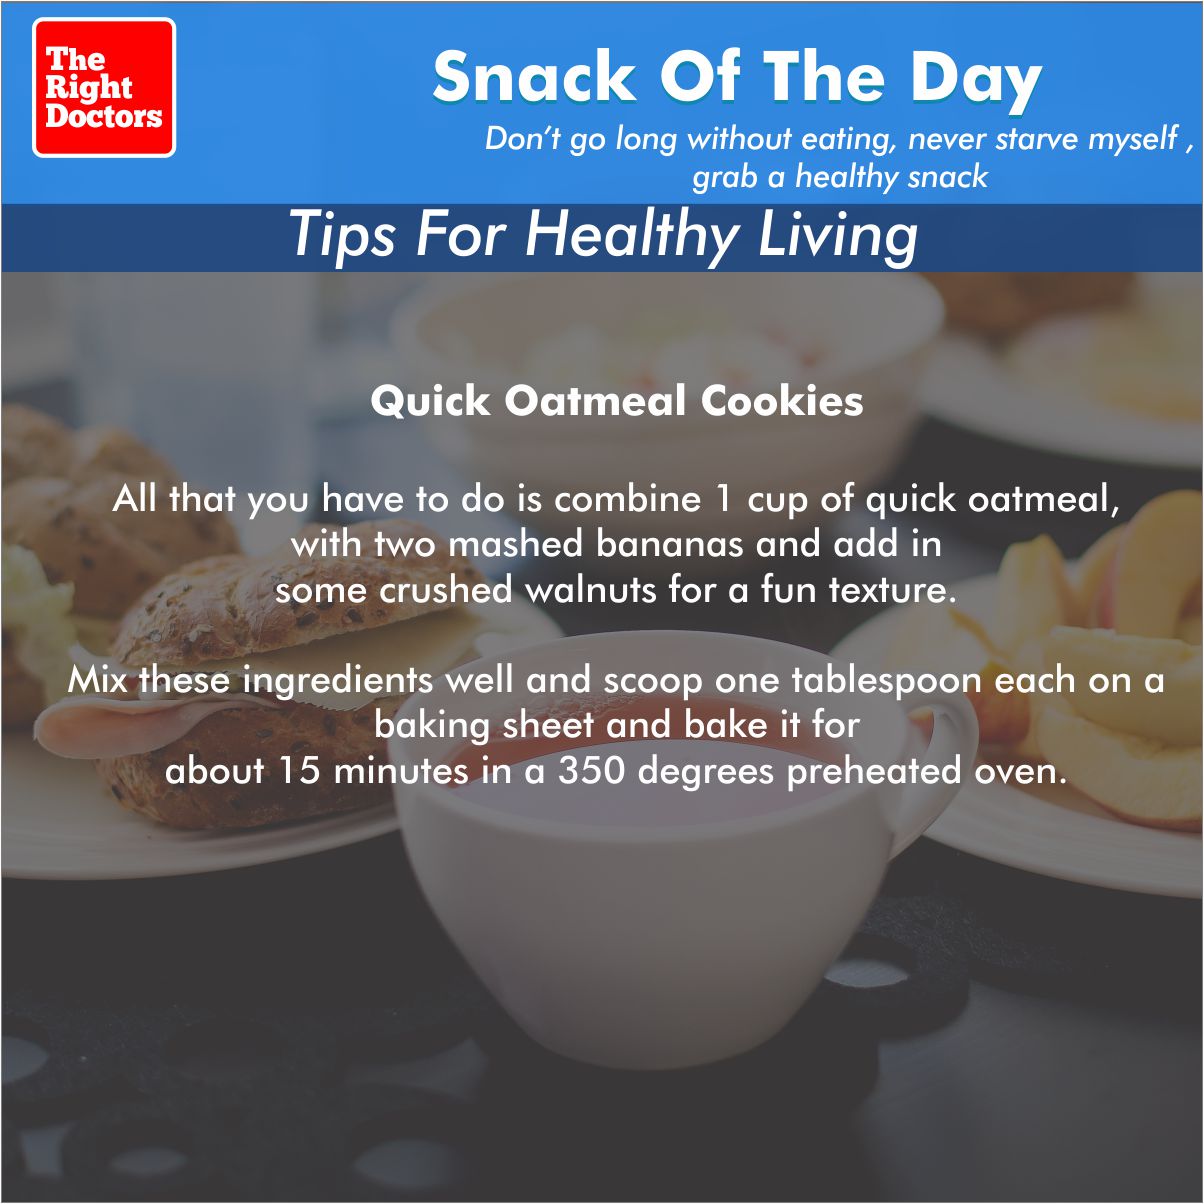 The
Right
Doctors
Snack Of The Day
Don't go long without eating, never starve myself ,
grab a healthy snack
Tips For Healthy Living
Quick Oatmeal Cookies
All that you have to do is combine 1 cup of quick oatmeal,
with two mashed bananas and add in
some crushed walnuts for a fun texture.
Mix these ingredients well and scoop one tablespoon each on a
baking sheet and bake it for
about 15 minutes in a 350 degrees preheated oven.